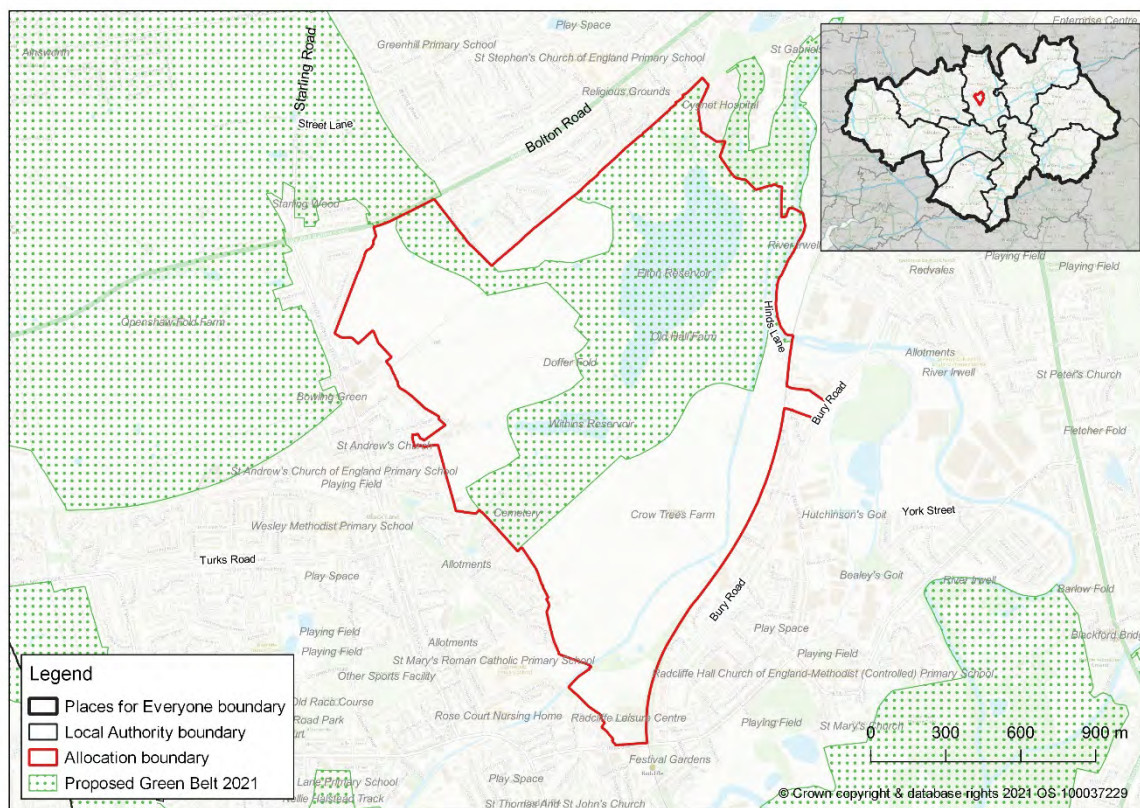 Play Space
Enterprise Centre
Ainsworth
Starling Road
Greenhill Primary School
St Gabriel's
St Stephen's Church of England Primary School
Religious Grounds
Cygnet Hospital
Street Lane
Bolton Road
Starling Wood
River Irwell
Playing Field
Redvales
Playing Field
Elton Reservoir
Hinds Lane
Openshaw Fold Farm
Old Hall Farm
Allotments
River Irwell
Doffer Fold
St Peter's Church
Bowling Green
Bury Road
Withins Reservoir
Fletcher Fold
St Andrew's Church
St Andrew's Church of England Primary School
Playing Field
Cemetery
Crow Trees Farm
Hutchinson's Goit
York Street
Wesley Methodist Primary School
Turks Road
Allotments
Play Space
Bealey's Goit
River Irwell
Barlow Fold
Bury Road
Play Space
Blackford Bridge
Playing Field
Allotments
Playing Field
Playing Field
St Mary's Roman Catholic Primary School
Radcliffe Hall Church of England-Methodist (Controlled) Primary School
Other Sports Facility
Old Race Course
Rose Court Nursing Home
Radcliffe Leisure Centre
Playing Field
St Mary's Church
Road Park
Festival Gardens
Radcliffe
Lane Primary School
Play Space
Nellie Halstead Track
St Thomas And St John's Church
Legend
Places for Everyone boundary
Local Authority boundary
Allocation boundary
Proposed Green Belt 2021
0 300 600 900 m
© Crown copyright & database rights 2021 OS 100037229